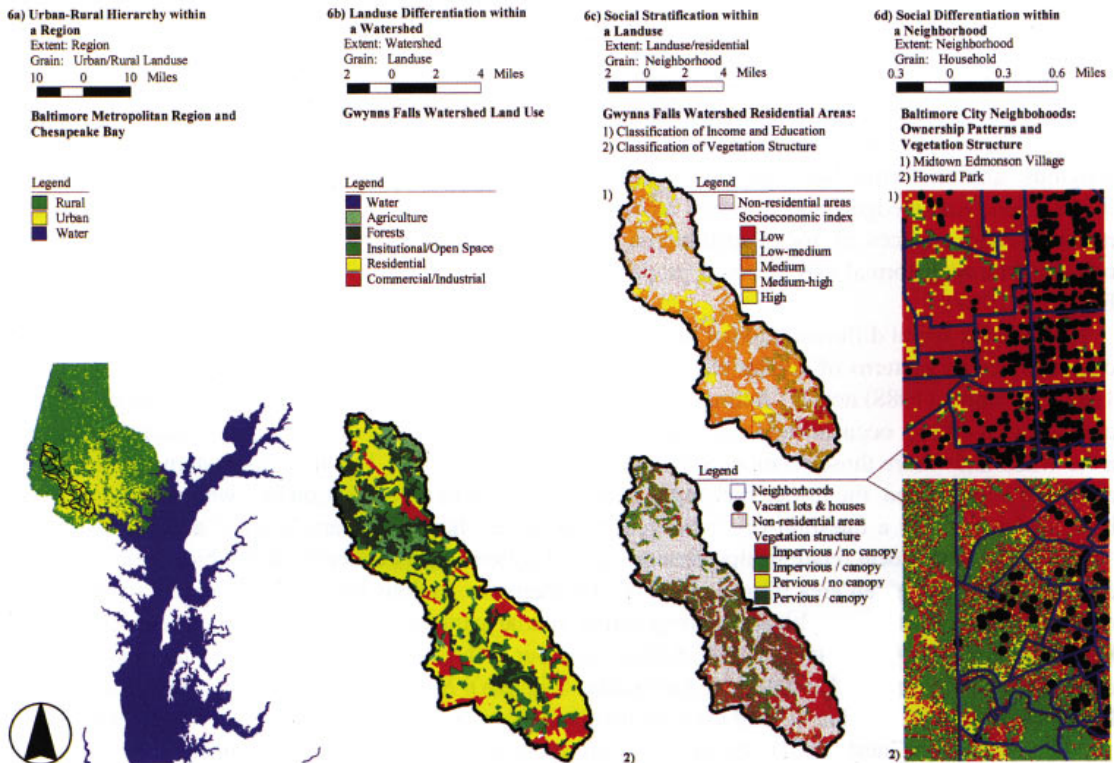 6a) Urban-Rural Hierarchy within
a Region
Extent: Region
Grain: Urban/Rural Landuse
10 0 10 Miles
Baltimore Metropolitan Region and
Chesapeake Bay
Legend
Rural
Urban
Water
6b) Landuse Differentiation within
a Watershed
Extent: Watershed
Grain: Landuse
2 0 2 4 Miles
Gwynns Falls Watershed Land Use
Legend
Water
Agriculture
Forests
Insitutional/Open Space
Residential
Commercial/Industrial
6c) Social Stratification within
a Landuse
Extent: Landuse/residential
Grain: Neighborhood
2 0 2 4 Miles
Gwynns Falls Watershed Residential Areas:
1) Classification of Income and Education
2) Classification of Vegetation Structure
1)
Legend
Non-residential areas
Socioeconomic index
Low
Low-medium
Medium
Medium-high
High
Legend
Neighborhoods
Vacant lots & houses
Non-residential areas
Vegetation structure
Impervious / no canopy
Impervious / canopy
Pervious / no canopy
Pervious / canopy
2)
6d) Social Differentiation within
a Neighborhood
Extent: Neighborhood
Grain: Household
0.3 0 0.3 0.6 Miles
Baltimore City Neighbohoods:
Ownership Patterns and
Vegetation Structure
1) Midtown Edmonson Village
2) Howard Park
1)
2)